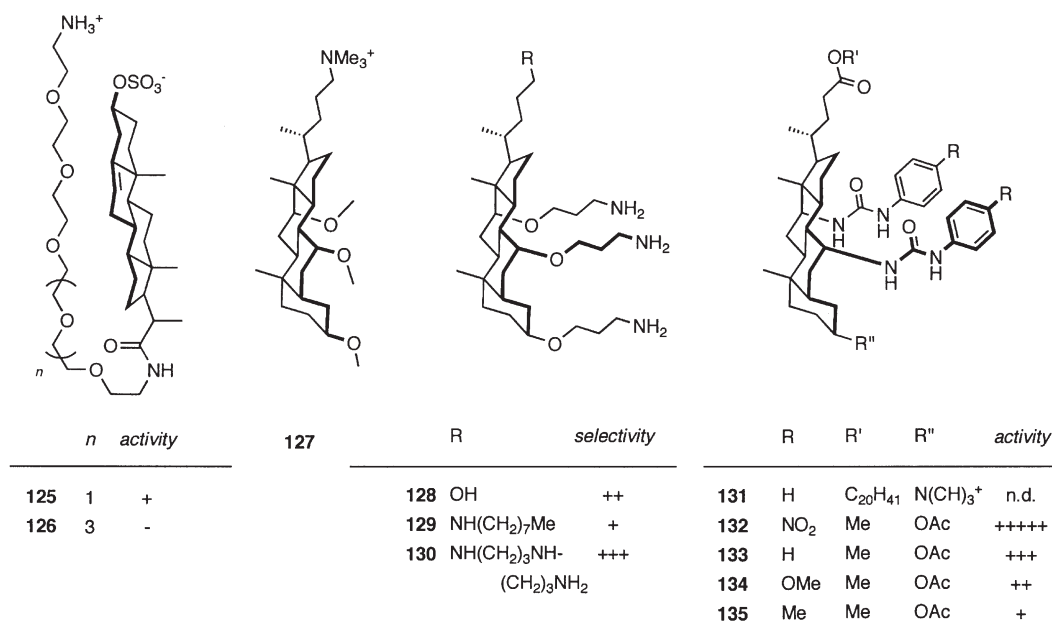 NH3+
OSO3-
O
O
O
O
n
O
O
NH
NMe3+
O
O
O
R
O
NH2
O
NH2
O
NH2
OR'
O
R
O
N
H
N
H
R
O
N
H
N
H
R"
n activity
125 1 +
126 3 -
127
R selectivity
128 OH ++
129 NH(CH2)7Me +
130 NH(CH2)3NH- +++
(CH2)3NH2
R R' R" activity
131 H C20H41 N(CH)3+ n.d.
132 NO2 Me OAc +++++
133 H Me OAc +++
134 OMe Me OAc ++
135 Me Me OAc +